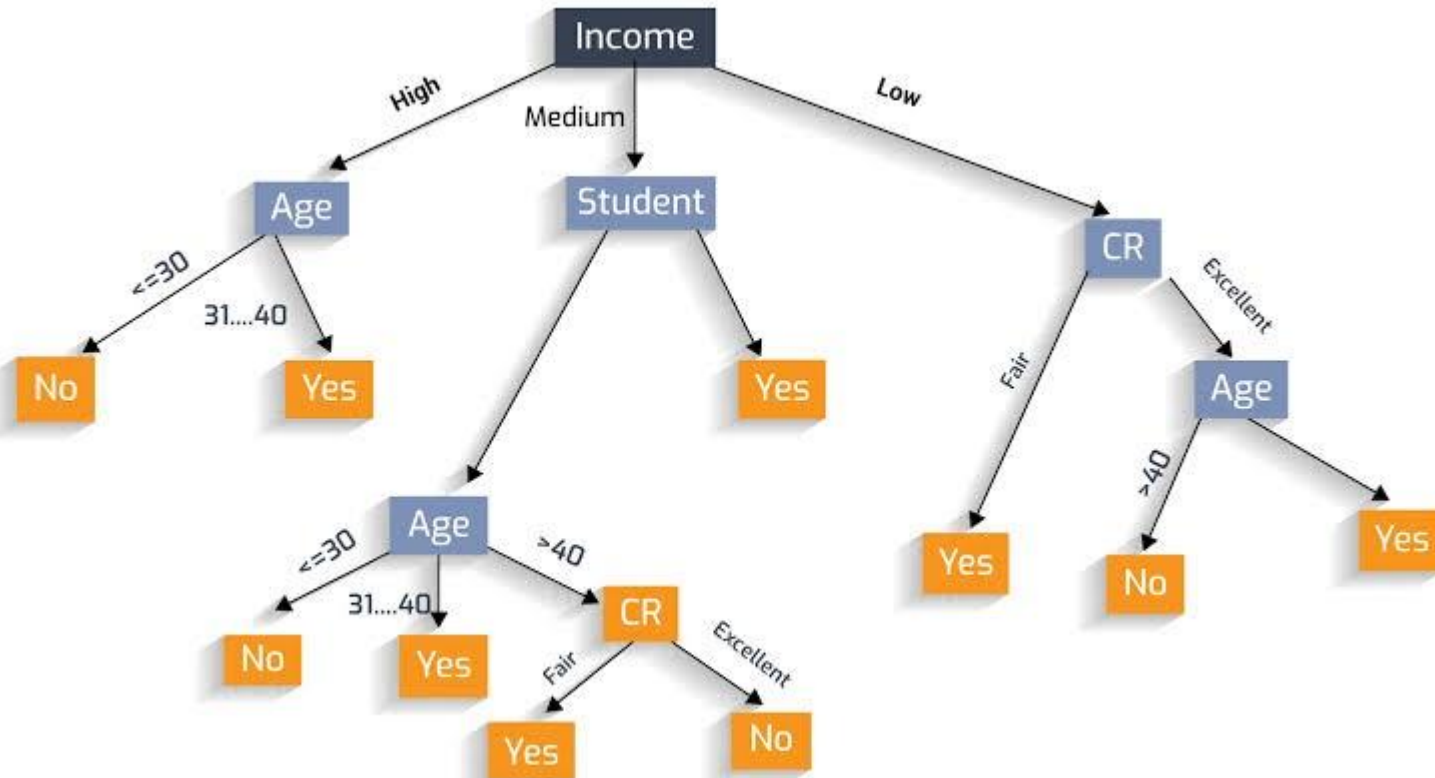 Income
High
Medium
Low
Age
Student
CR
<=30
31....40
Excellent
Fair
No
Yes
Yes
Age
>40
Age
<=30
31....40
>40
CR
Yes
No
Yes
No
Yes
Fair
Excellent
Yes
No